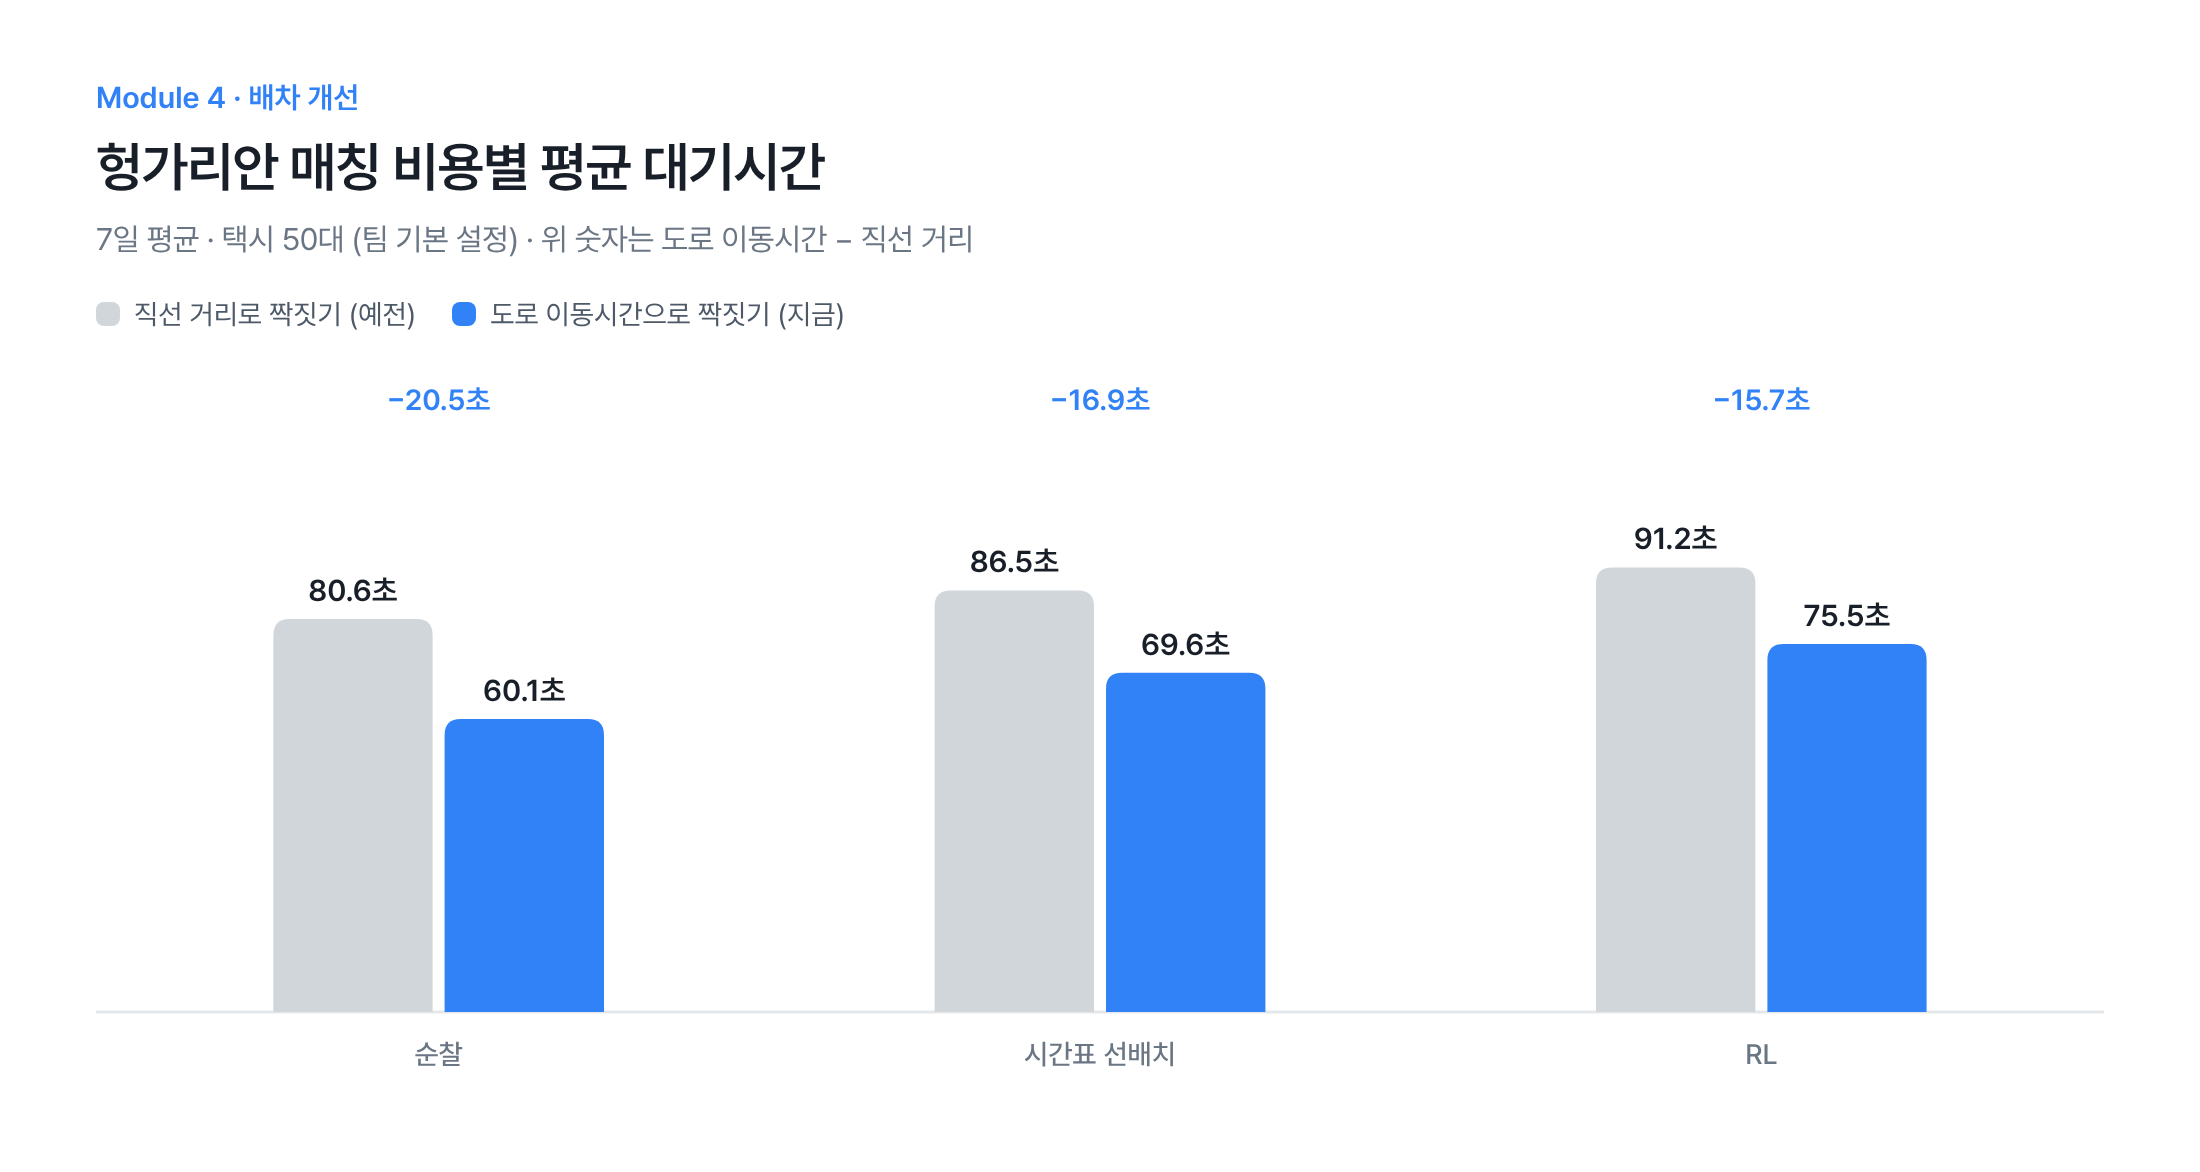 Module 4 · 배차 개선
헝가리안 매칭 비용별 평균 대기시간
7일 평균 · 택시 50대 (팀 기본 설정) · 위 숫자는 도로 이동시간 − 직선 거리
직선 거리로 짝짓기 (예전) 도로 이동시간으로 짝짓기 (지금)
−20.5초 −16.9초 −15.7초
80.6초 60.1초 86.5초 69.6초 91.2초 75.5초
순찰 시간표 선배치 RL